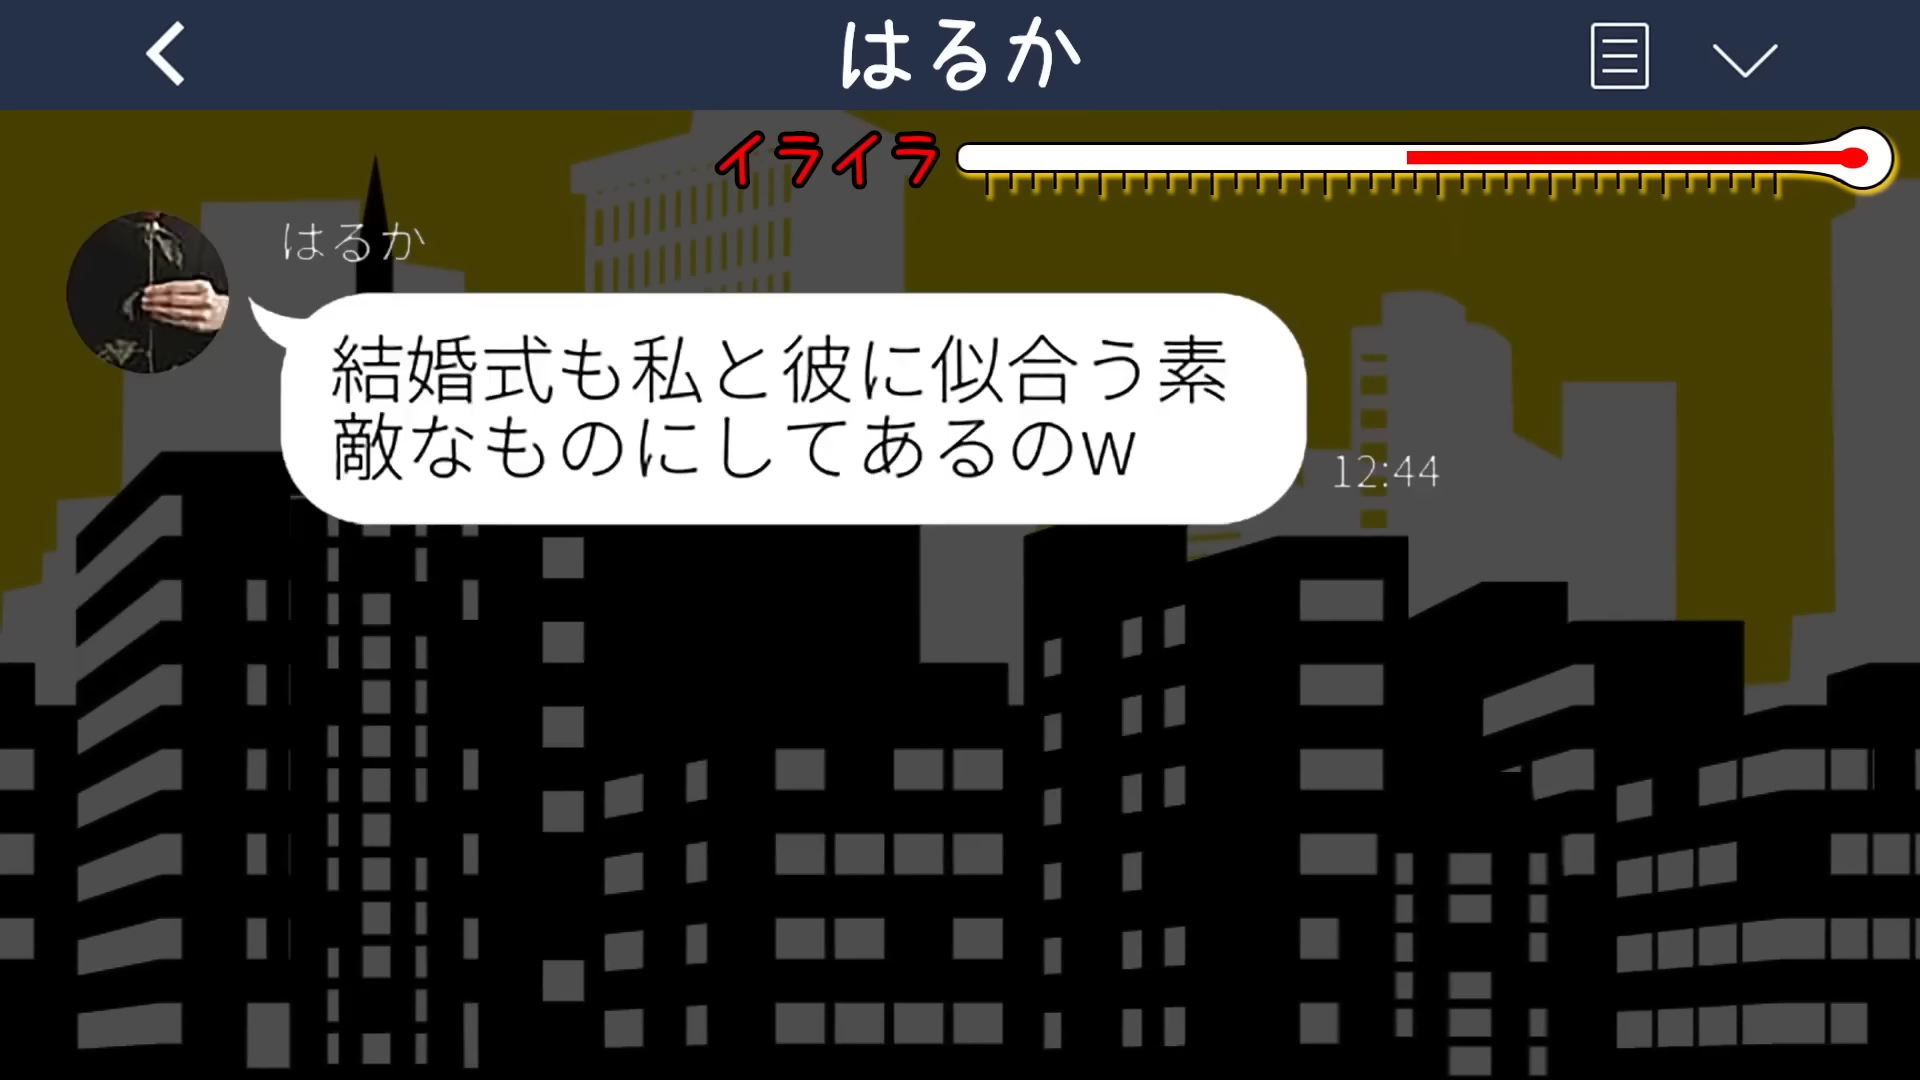 はるか
イライラ
はるか
結婚式も私と彼に似合う素
敵なものにしてあるのw
12:44